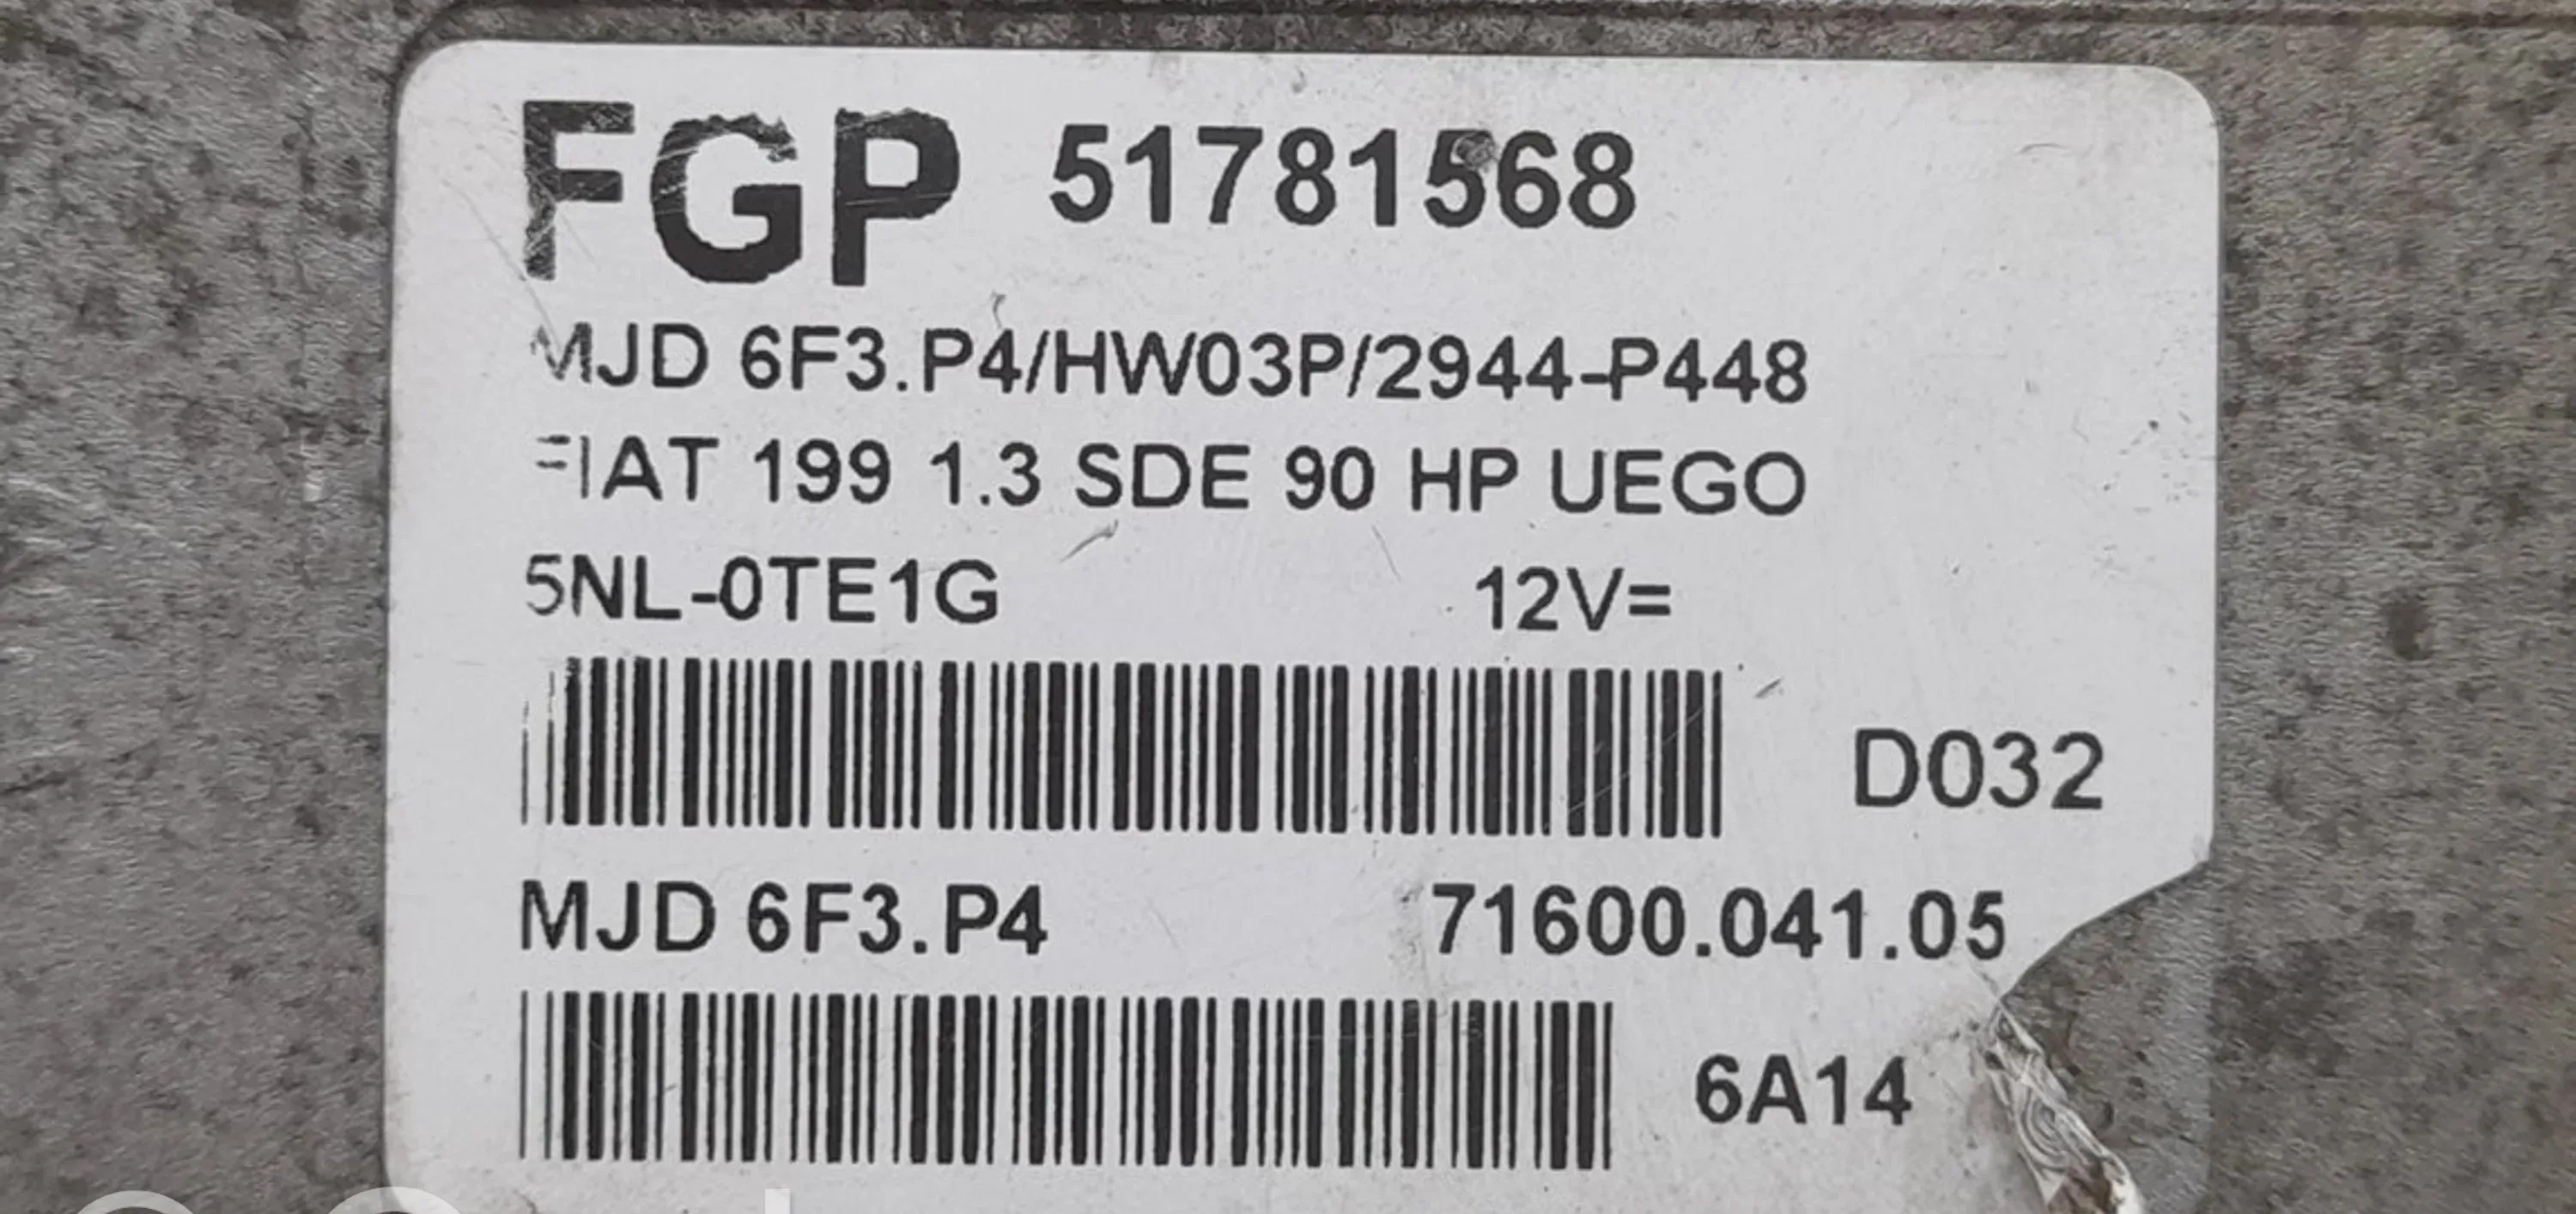 FGP 51781568
MJD 6F3.P4/HW03P/2944-P448
FIAT 199 1.3 SDE 90 HP UEGO
5NL-0TE1G 12V=
D032
MJD 6F3.P4 71600.041.05
6A14